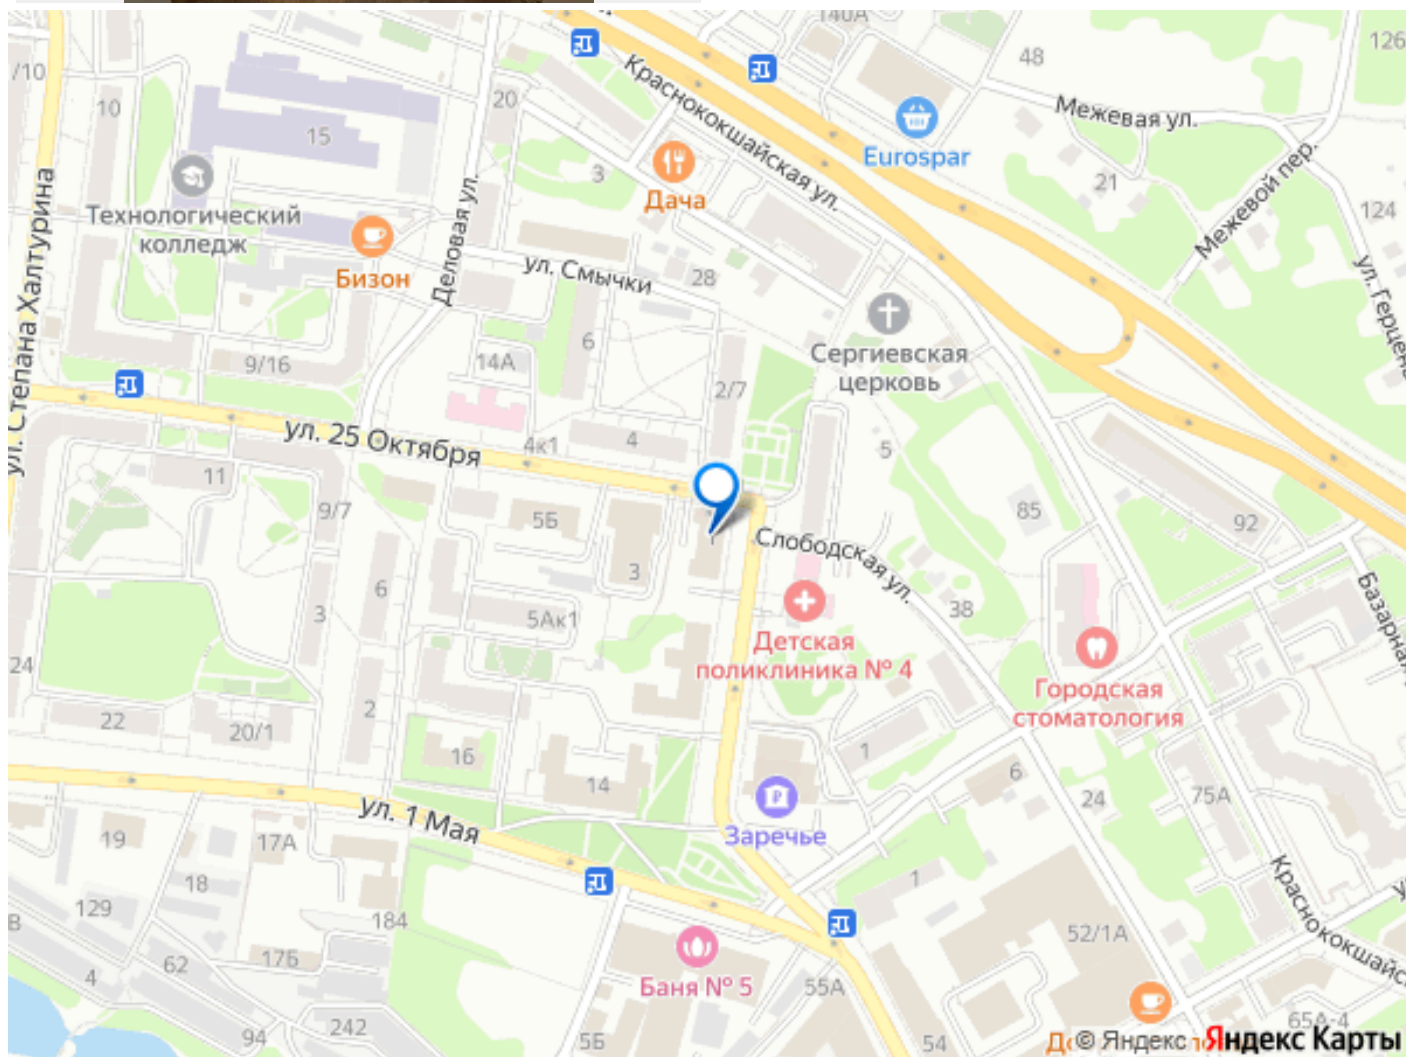 140А
126
/10
48
Краснококшайская ул.
10
20
Межевая ул.
15
Eurospar
3
21
Дача
Межевой пер.
124
ул. Степана Халтурина
Технологический
колледж
Деловая ул.
Бизон
ул. Смычки
28
ул. Герцена
6
9/16
14А
Сергиевская
церковь
2/7
ул. 25 Октября
4к1
4
5
11
9/7
5Б
85
92
Слободская ул.
3
6
38
3
5Ак1
Детская
поликлиника № 4
Базарная
24
Городская
стоматология
22
20/1
2
16
1
14
6
24
75А
ул. 1 Мая
Заречье
19
17А
18
1
129
184
Краснококшайс
52/1А
17Б
62
4
Баня № 5
55А
94
242
5Б
54
65А-4
© Яндекс Яндекс Карты